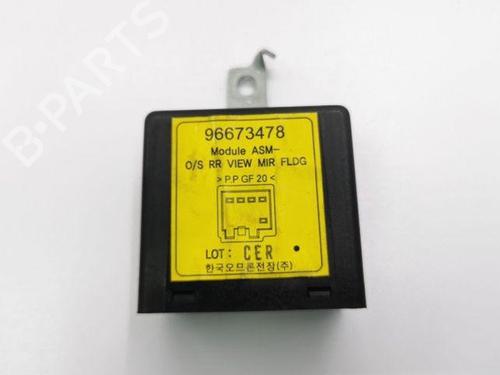 B-PARTS
96673478
Module ASM-
O/S RR VIEW MIR FLDG
> P.P GF 20 <
LOT : CER
한국오므론전장(주)